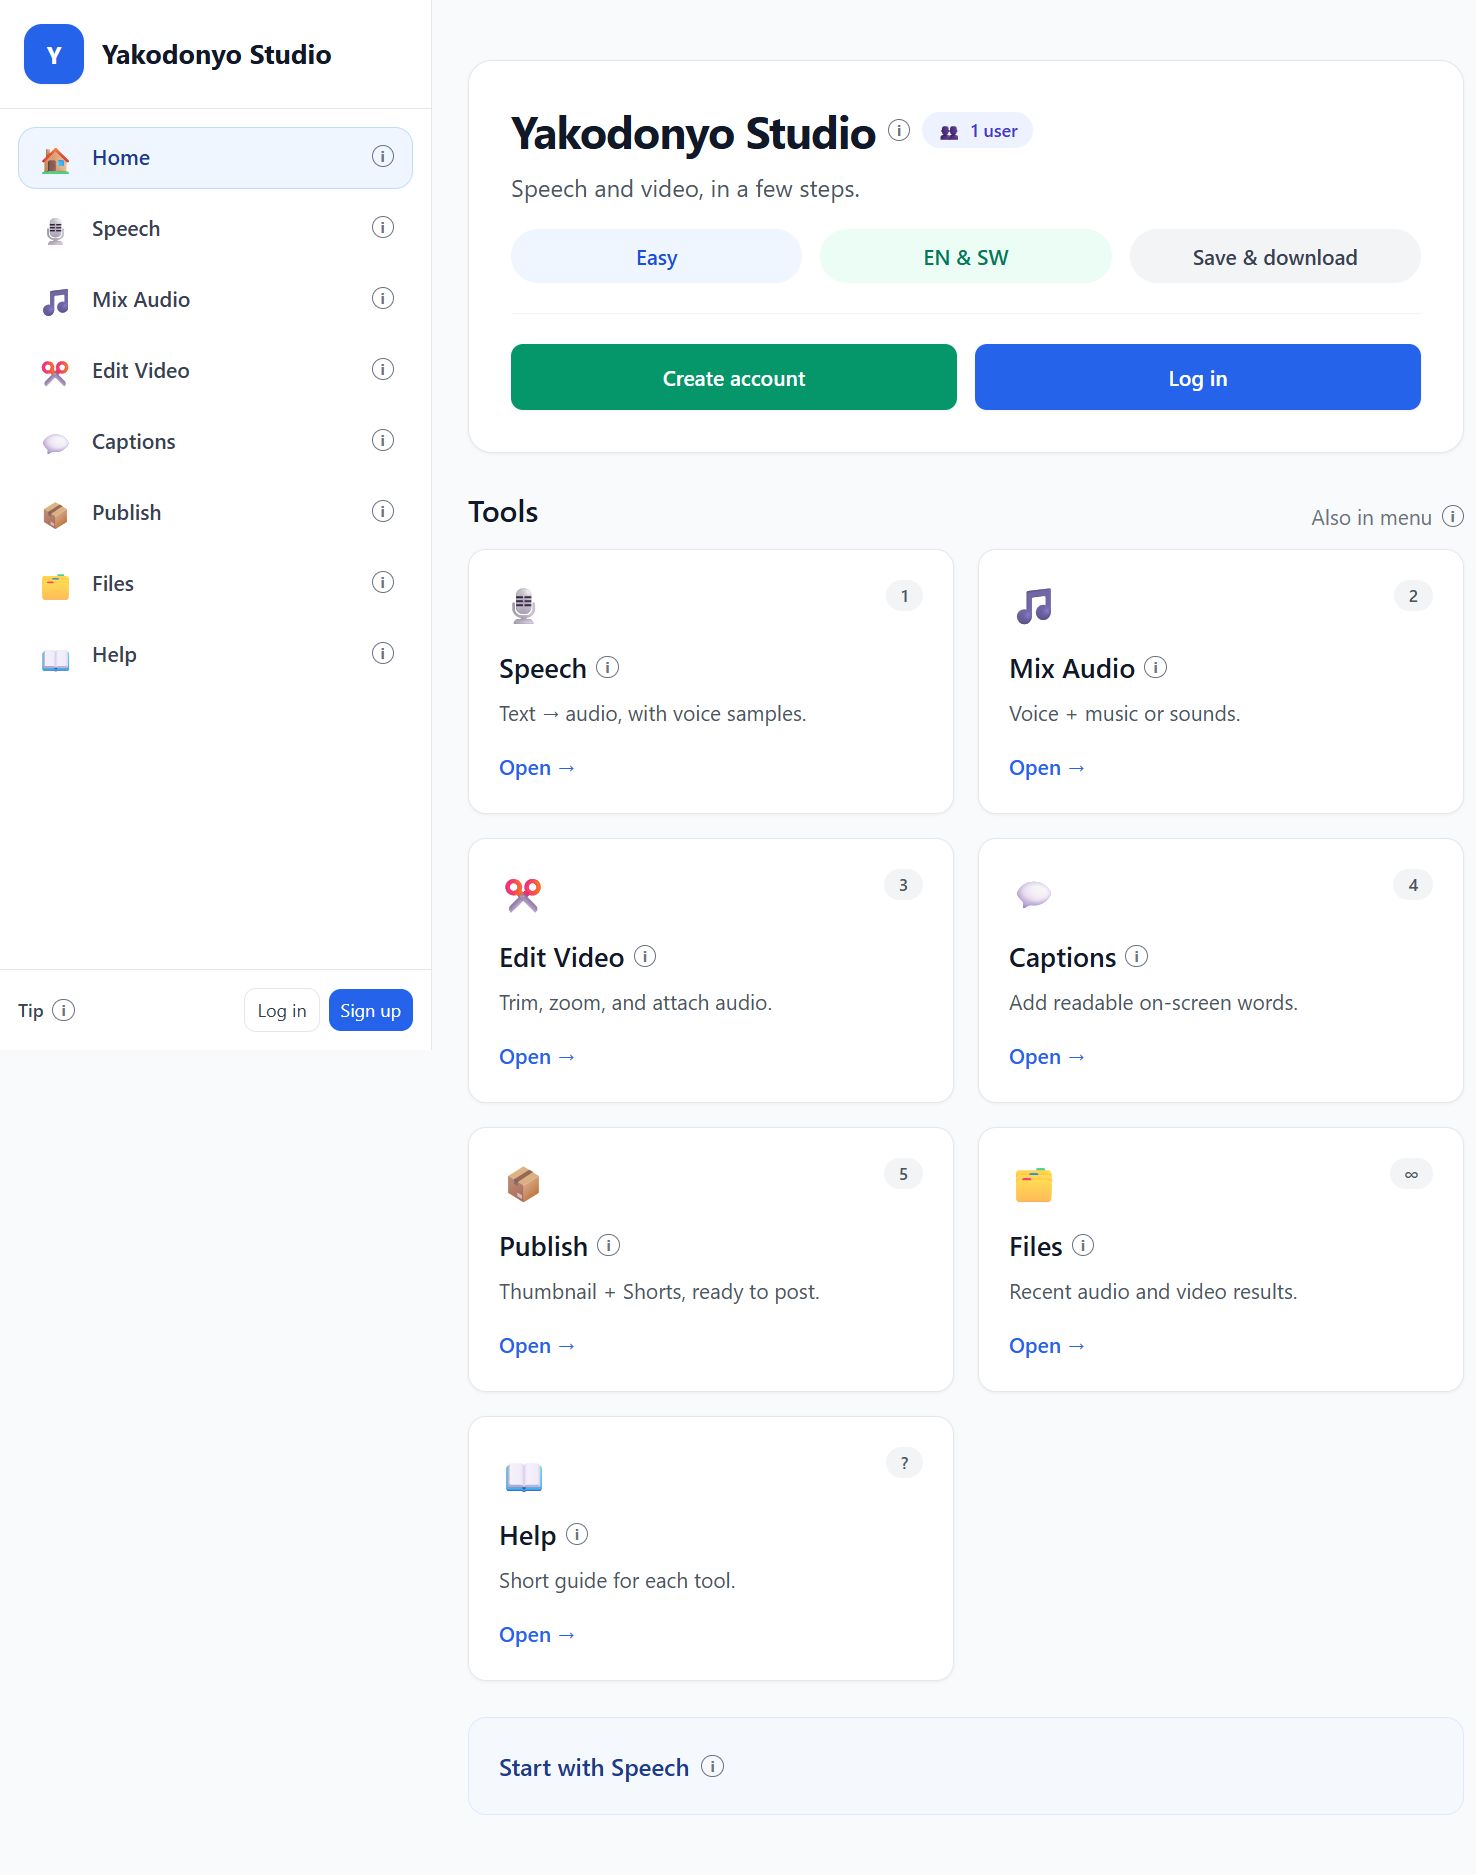 Y
Yakodonyo Studio
Home
Speech
Mix Audio
Edit Video
Captions
Publish
Files
Help
Tip
Log in
Sign up
Yakodonyo Studio
1 user
Speech and video, in a few steps.
Easy
EN & SW
Save & download
Create account
Log in
Tools
Also in menu
1
Speech
Text → audio, with voice samples.
Open →
2
Mix Audio
Voice + music or sounds.
Open →
3
Edit Video
Trim, zoom, and attach audio.
Open →
4
Captions
Add readable on-screen words.
Open →
5
Publish
Thumbnail + Shorts, ready to post.
Open →
∞
Files
Recent audio and video results.
Open →
?
Help
Short guide for each tool.
Open →
Start with Speech